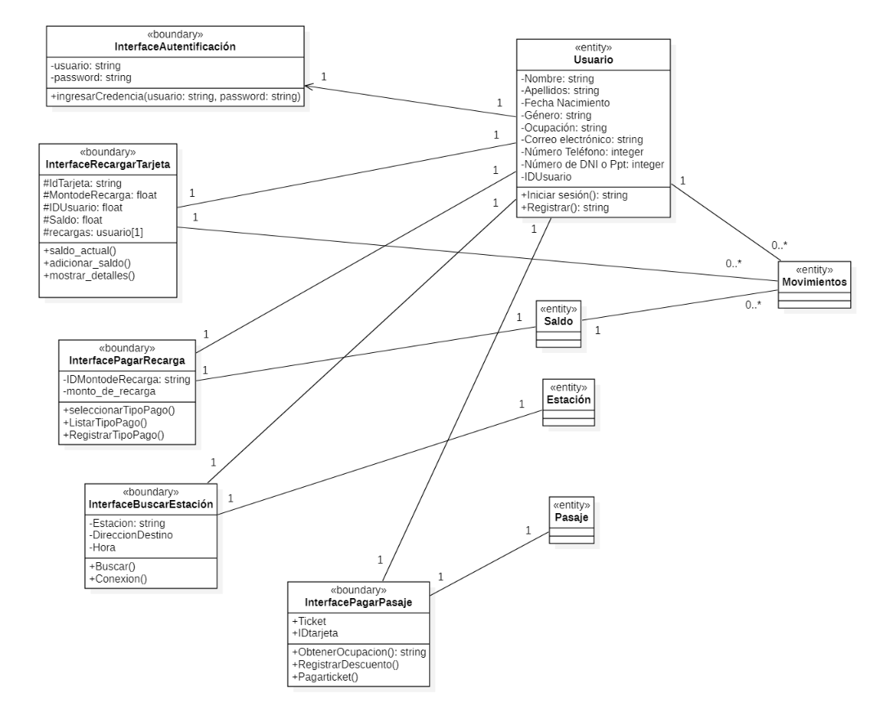 «boundary»
InterfaceAutentificación
-usuario: string
-password: string
+ingresarCredencia(usuario: string, password: string)
1
1
«entity»
Usuario
-Nombre: string
-Apellidos: string
-Fecha Nacimiento
-Género: string
-Ocupación: string
-Correo electrónico: string
-Número Teléfono: integer
-Número de DNI o Ppt: integer
-IDUsuario
+Iniciar sesión(): string
+Registrar(): string
«boundary»
InterfaceRecargarTarjeta
#IdTarjeta: string
#MontodeRecarga: float
#IDUsuario: float
#Saldo: float
#recargas: usuario[1]
+saldo_actual()
+adicionar_saldo()
+mostrar_detalles()
1
1
1
1
1
1
1
0..*
0..*
0..*
«entity»
Movimientos
«entity»
Saldo
1
1
«boundary»
InterfacePagarRecarga
-IDMontodeRecarga: string
-monto_de_recarga
+seleccionarTipoPago()
+ListarTipoPago()
+RegistrarTipoPago()
1
1
«entity»
Estación
1
«boundary»
InterfaceBuscarEstación
-Estacion: string
-DireccionDestino
-Hora
+Buscar()
+Conexion()
1
1
«entity»
Pasaje
1
1
1
«boundary»
InterfacePagarPasaje
+Ticket
+IDtarjeta
+ObtenerOcupacion(): string
+RegistrarDescuento()
+Pagarticket()